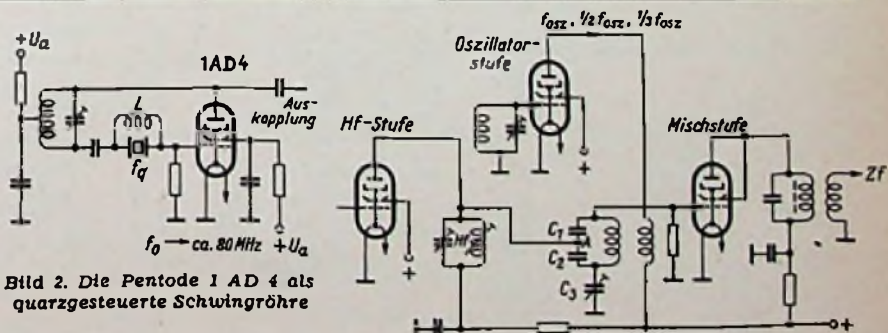 +Ua
1AD4
L
Aus-
kopplung
fq
f0 → ca. 80 MHz
+Ua
Bild 2. Die Pentode 1 AD 4 als
quarzgesteuerte Schwingröhre
fosz, 1/2 fosz, 1/3 fosz
Oszillator-
stufe
+
Hf-Stufe
+
Hf
C1
C2
C3
Mischstufe
Zf
+